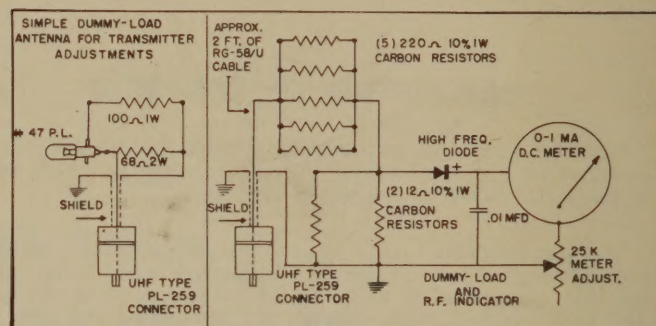 SIMPLE DUMMY-LOAD
ANTENNA FOR TRANSMITTER
ADJUSTMENTS
100Ω 1W
# 47 P.L.
68Ω 2W
SHIELD
UHF TYPE
PL-259
CONNECTOR
APPROX.
2 FT. OF
RG-58/U
CABLE
(5) 220Ω 10% 1W
CARBON RESISTORS
HIGH FREQ.
DIODE
+
0-1 MA
D.C. METER
(2) 12Ω 10% 1W
CARBON
RESISTORS
.01 MFD
SHIELD
25 K
METER
ADJUST.
UHF TYPE
PL-259
CONNECTOR
DUMMY-LOAD
AND
R.F. INDICATOR